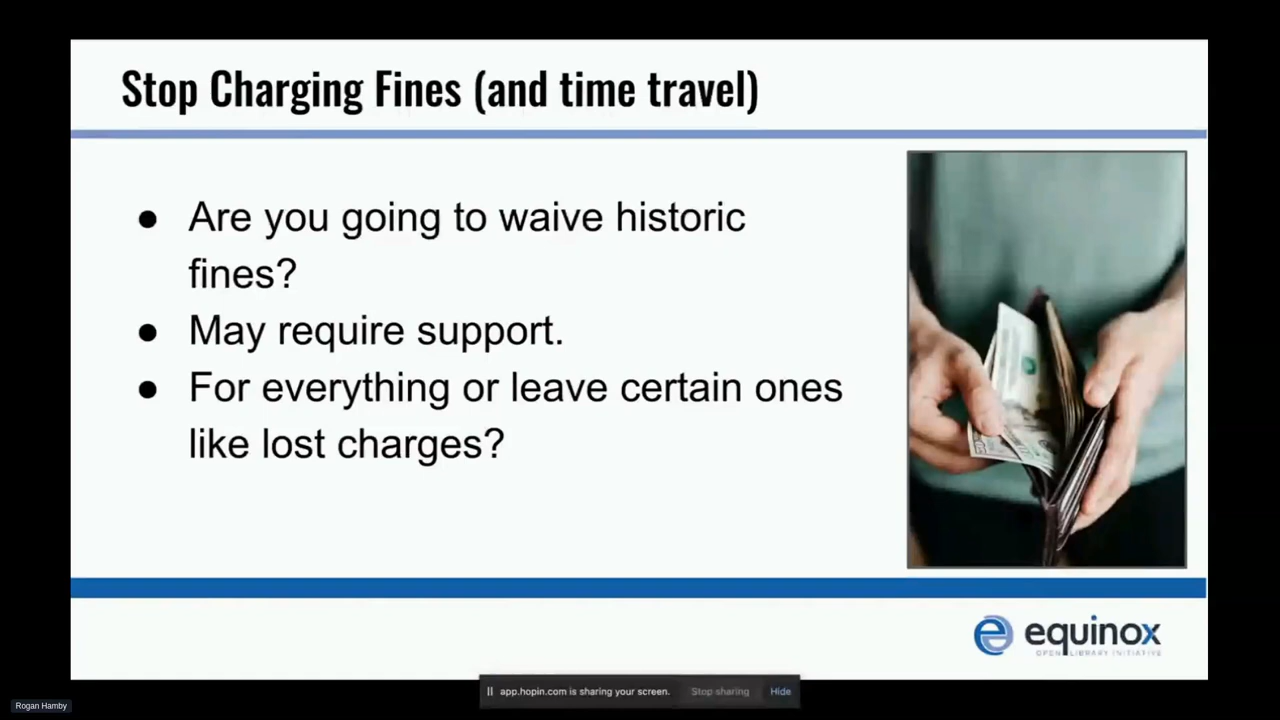 Stop Charging Fines (and time travel)
● Are you going to waive historic
fines?
● May require support.
● For everything or leave certain ones
like lost charges?
equinox
OPEN LIBRARY INITIATIVE
app.hopin.com is sharing your screen. Stop sharing Hide
Rogan Hamby